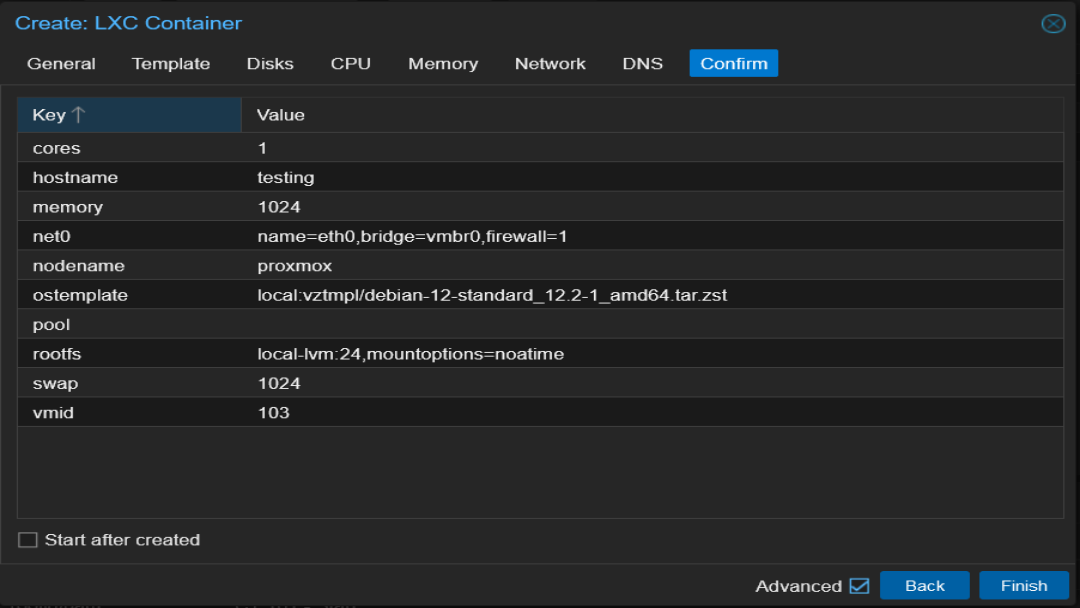 Create: LXC Container
General Template Disks CPU Memory Network DNS Confirm
Key Value
cores 1
hostname testing
memory 1024
net0 name=eth0,bridge=vmbr0,firewall=1
nodename proxmox
ostemplate local:vztmpl/debian-12-standard_12.2-1_amd64.tar.zst
pool
rootfs local-lvm:24,mountoptions=noatime
swap 1024
vmid 103
Start after created
Advanced Back Finish